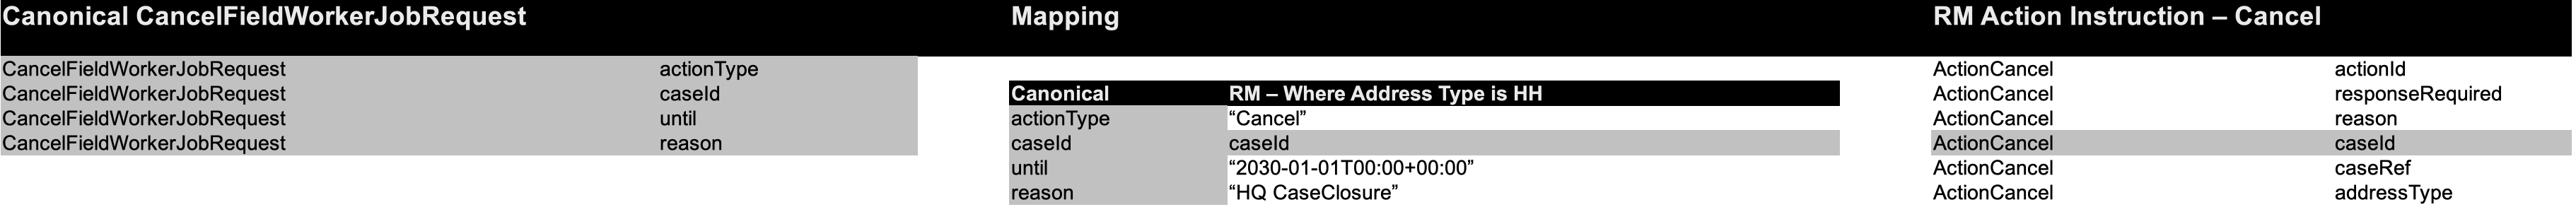 Canonical CancelFieldWorkerJobRequest Mapping RM Action Instruction – Cancel
CancelFieldWorkerJobRequest actionType ActionCancel actionId
CancelFieldWorkerJobRequest caseId Canonical RM – Where Address Type is HH ActionCancel responseRequired
CancelFieldWorkerJobRequest until actionType “Cancel” ActionCancel reason
CancelFieldWorkerJobRequest reason caseId caseId ActionCancel caseId
until “2030-01-01T00:00+00:00” ActionCancel caseRef
reason “HQ CaseClosure” ActionCancel addressType